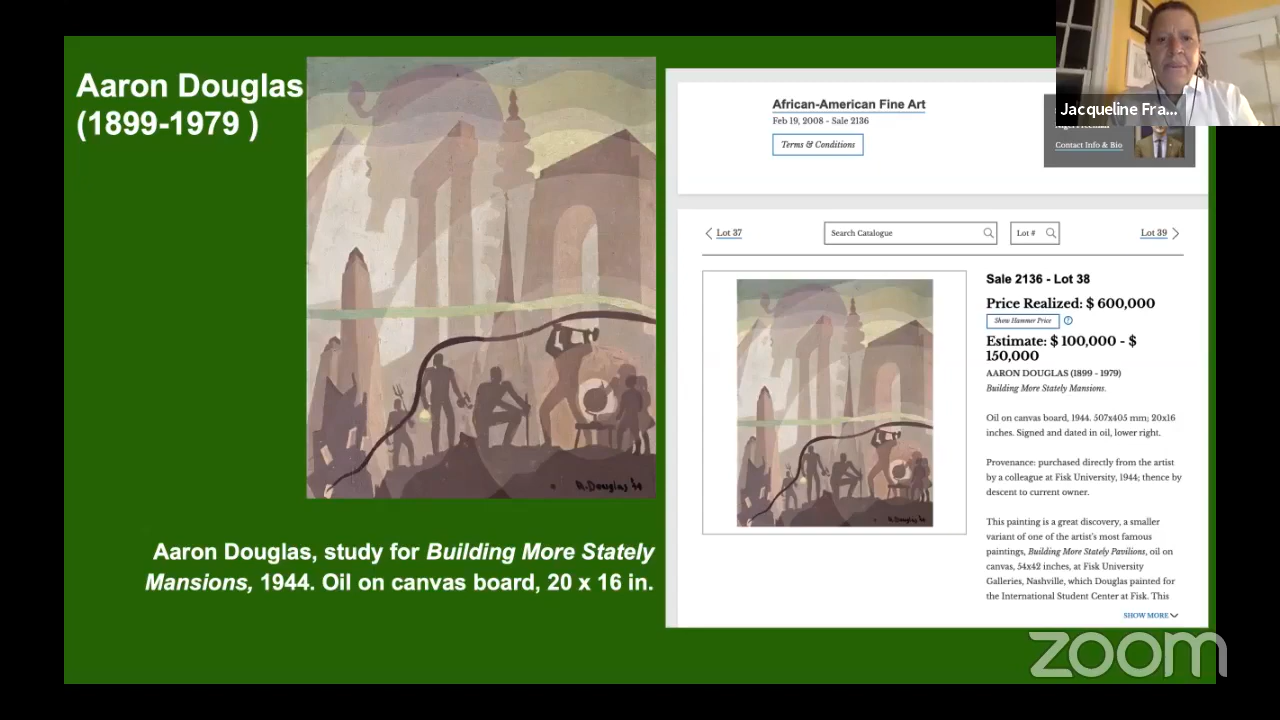 Aaron Douglas
(1899-1979 )
A.Douglas
Aaron Douglas, study for Building More Stately
Mansions, 1944. Oil on canvas board, 20 x 16 in.
African-American Fine Art
Feb 19, 2008 - Sale 2136
Terms & Conditions
Jacqueline Fra...
Contact Info & Bio
Lot 37
Search Catalogue
Lot #
Lot 39
Sale 2136 - Lot 38
Price Realized: $ 600,000
Show Hammer Price
?
Estimate: $ 100,000 - $
150,000
AARON DOUGLAS (1899 - 1979)
Building More Stately Mansions.
Oil on canvas board, 1944. 507x405 mm; 20x16
inches. Signed and dated in oil, lower right.
Provenance: purchased directly from the artist
by a colleague at Fisk University, 1944; thence by
descent to current owner.
This painting is a great discovery, a smaller
variant of one of the artist's most famous
paintings, Building More Stately Pavilions, oil on
canvas, 54x42 inches, at Fisk University
Galleries, Nashville, which Douglas painted for
the International Student Center at Fisk. This
SHOW MORE
A.Douglas
zoom